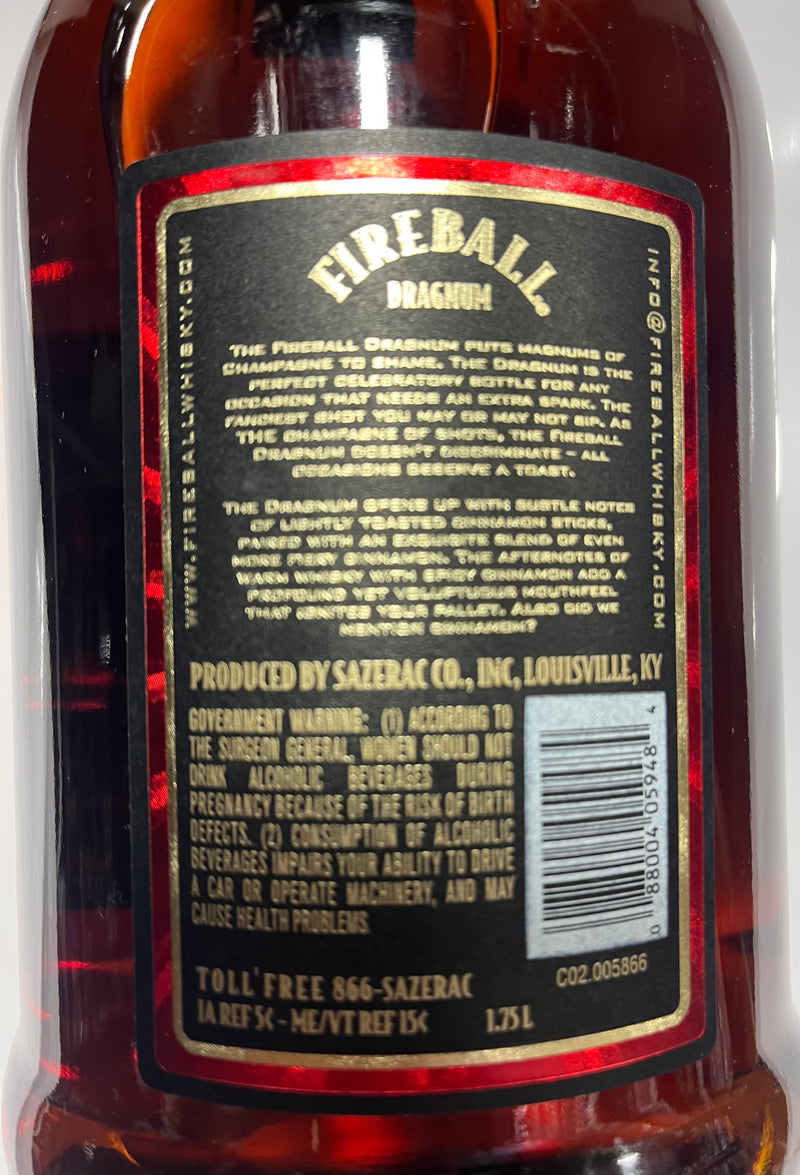 FIREBALL®
DRAGNUM
WWW.FIREBALLWHISKY.COM
INFO@FIREBALLWHISKY.COM
THE FIREBALL DRAGNUM PUTS MAGNUMS OF
CHAMPAGNE TO SHAME. THE DRAGNUM IS THE
PERFECT CELEBRATORY BOTTLE FOR ANY
OCCASION THAT NEEDS AN EXTRA SPARK. THE
FANCIEST SHOT YOU MAY OR MAY NOT SIP. AS
THE CHAMPAGNE OF SHOTS, THE FIREBALL
DRAGNUM DOESN'T DISCRIMINATE – ALL
OCCASIONS DESERVE A TOAST.
THE DRAGNUM OPENS UP WITH SUBTLE NOTES
OF LIGHTLY TOASTED CINNAMON STICKS,
PAIRED WITH AN EXQUISITE BLEND OF EVEN
MORE FIERY CINNAMON. THE AFTERNOTES OF
WARM WHISKY WITH SPICY CINNAMON ADD A
PROFOUND YET VOLUPTUOUS MOUTHFEEL
THAT IGNITES YOUR PALLET. ALSO DID WE
MENTION CINNAMON?
PRODUCED BY SAZERAC CO., INC, LOUISVILLE, KY
GOVERNMENT WARNING: (1) ACCORDING TO
THE SURGEON GENERAL, WOMEN SHOULD NOT
DRINK ALCOHOLIC BEVERAGES DURING
PREGNANCY BECAUSE OF THE RISK OF BIRTH
DEFECTS. (2) CONSUMPTION OF ALCOHOLIC
BEVERAGES IMPAIRS YOUR ABILITY TO DRIVE
A CAR OR OPERATE MACHINERY, AND MAY
CAUSE HEALTH PROBLEMS.
0 88004 05948 4
C02.005866
TOLL FREE 866-SAZERAC
IA REF 5¢ - ME/VT REF 15¢ 1.75 L